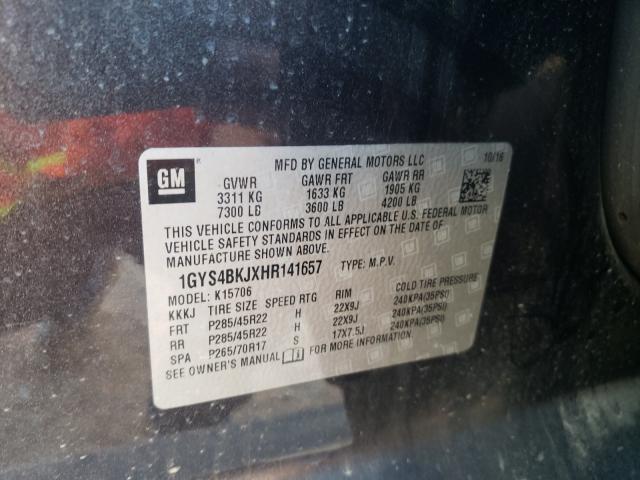 GM
MFD BY GENERAL MOTORS LLC 10/16
GVWR GAWR FRT GAWR RR
3311 KG 1633 KG 1905 KG
7300 LB 3600 LB 4200 LB
THIS VEHICLE CONFORMS TO ALL APPLICABLE U.S. FEDERAL MOTOR
VEHICLE SAFETY STANDARDS IN EFFECT ON THE DATE OF
MANUFACTURE SHOWN ABOVE.
1GYS4BKJXHR141657 TYPE: M.P.V.
MODEL: K15706
KKKJ TIRE SIZE SPEED RTG RIM COLD TIRE PRESSURE
FRT P285/45R22 H 22X9J 240KPA(35PSI)
RR P285/45R22 H 22X9J 240KPA(35PSI)
SPA P265/70R17 S 17X7.5J 240KPA(35PSI)
SEE OWNER'S MANUAL FOR MORE INFORMATION.